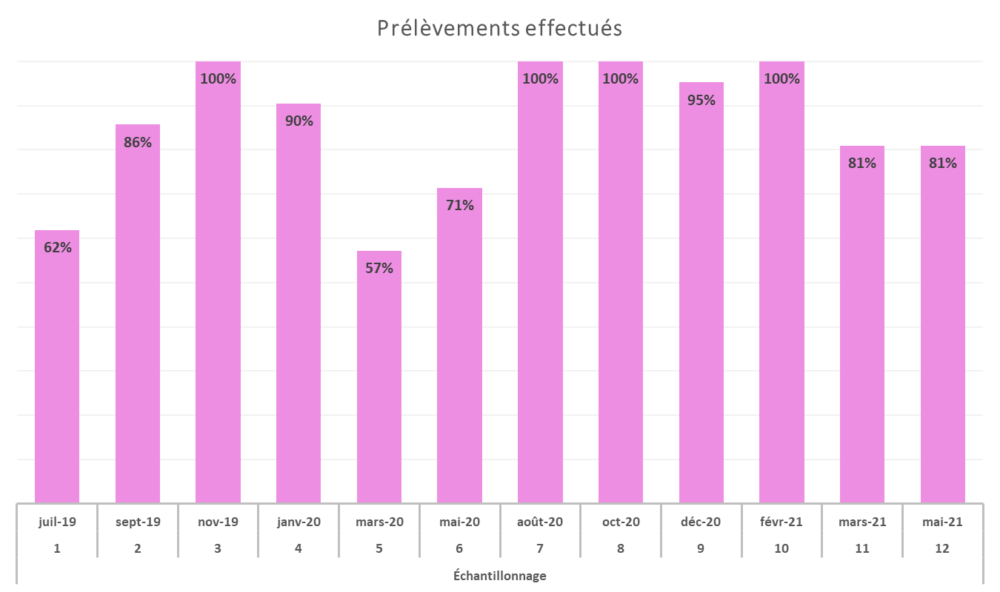 Prélèvements effectués
100% 100% 100% 100%
95%
90%
86%
81% 81%
71%
62%
57%
juil-19 sept-19 nov-19 janv-20 mars-20 mai-20 août-20 oct-20 déc-20 févr-21 mars-21 mai-21
1 2 3 4 5 6 7 8 9 10 11 12
Échantillonnage